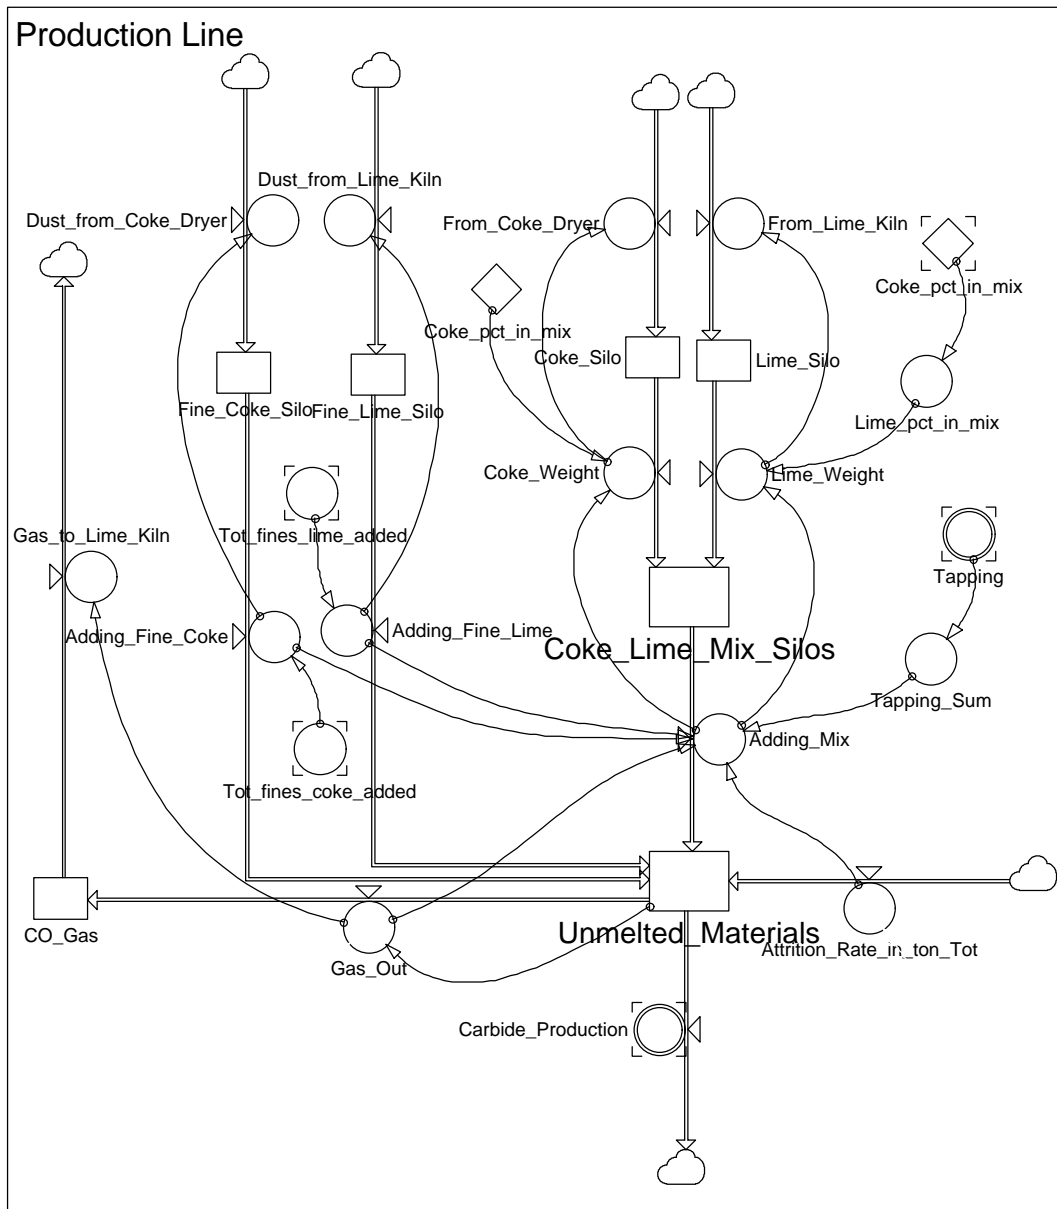 Production Line
Dust_from_Lime_Kiln
Dust_from_Coke_Dryer
From_Coke_Dryer
From_Lime_Kiln
Coke_pct_in_mix
Coke_pct_in_mix
Coke_Silo
Lime_Silo
Fine_Coke_Silo
Fine_Lime_Silo
Lime_pct_in_mix
Coke_Weight
Lime_Weight
Tot_fines_lime_added
Gas_to_Lime_Kiln
Tapping
Adding_Fine_Coke
Adding_Fine_Lime
Coke_Lime_Mix_Silos
Tapping_Sum
Adding_Mix
Tot_fines_coke_added
CO_Gas
Unmelted_Materials
Attrition_Rate_in_ton_Tot
Gas_Out
Carbide_Production